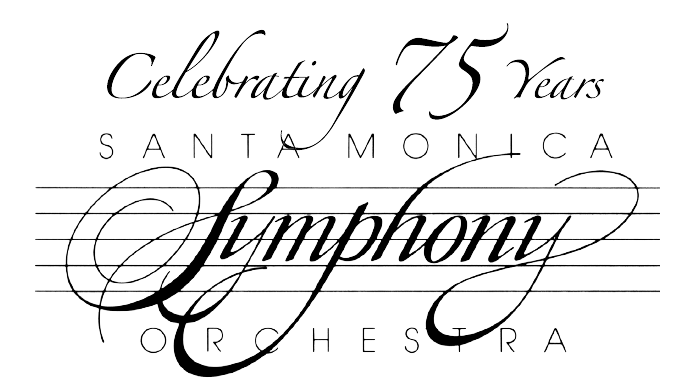 Celebrating 75 Years
SANTA MONICA
Symphony
ORCHESTRA